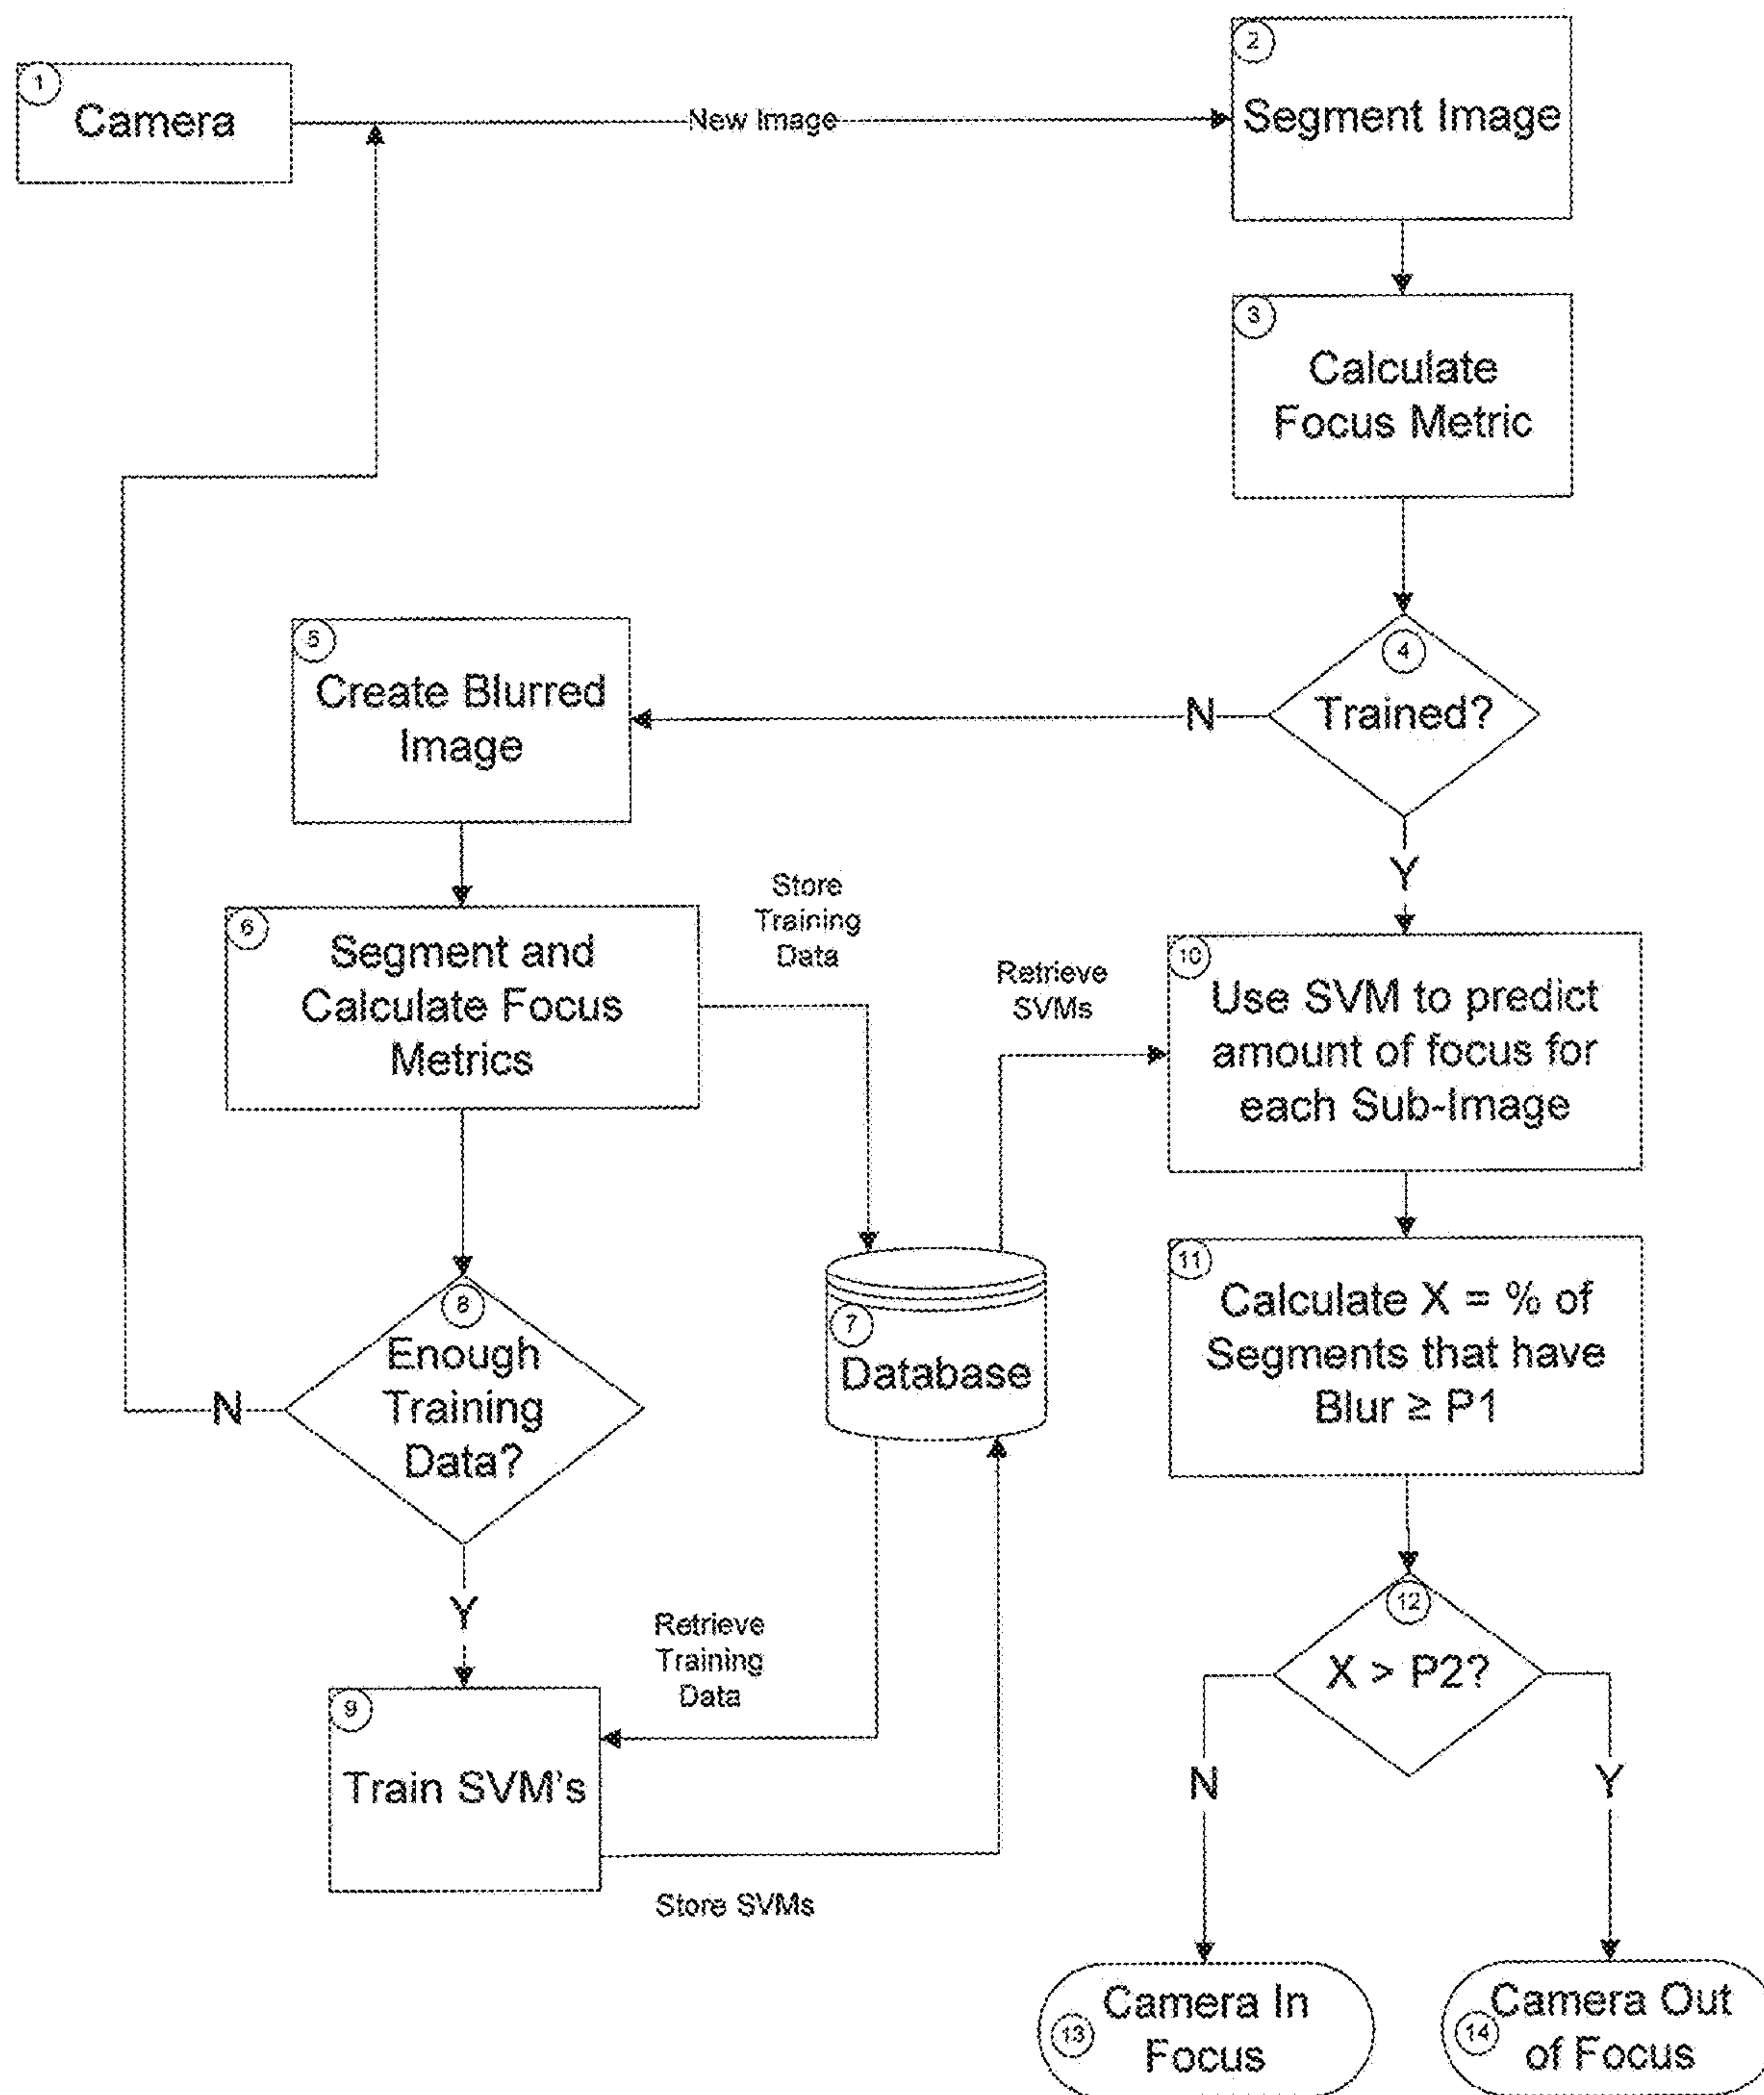 1
Camera
New Image
2
Segment Image
3
Calculate
Focus Metric
4
Trained?
N
Y
5
Create Blurred
Image
6
Segment and
Calculate Focus
Metrics
Store
Training
Data
Retrieve
SVMs
7
Database
8
Enough
Training
Data?
N
Y
Retrieve
Training
Data
9
Train SVM's
Store SVMs
10
Use SVM to predict
amount of focus for
each Sub-Image
11
Calculate X = % of
Segments that have
Blur ≥ P1
12
X > P2?
N
Y
13
Camera In
Focus
14
Camera Out
of Focus